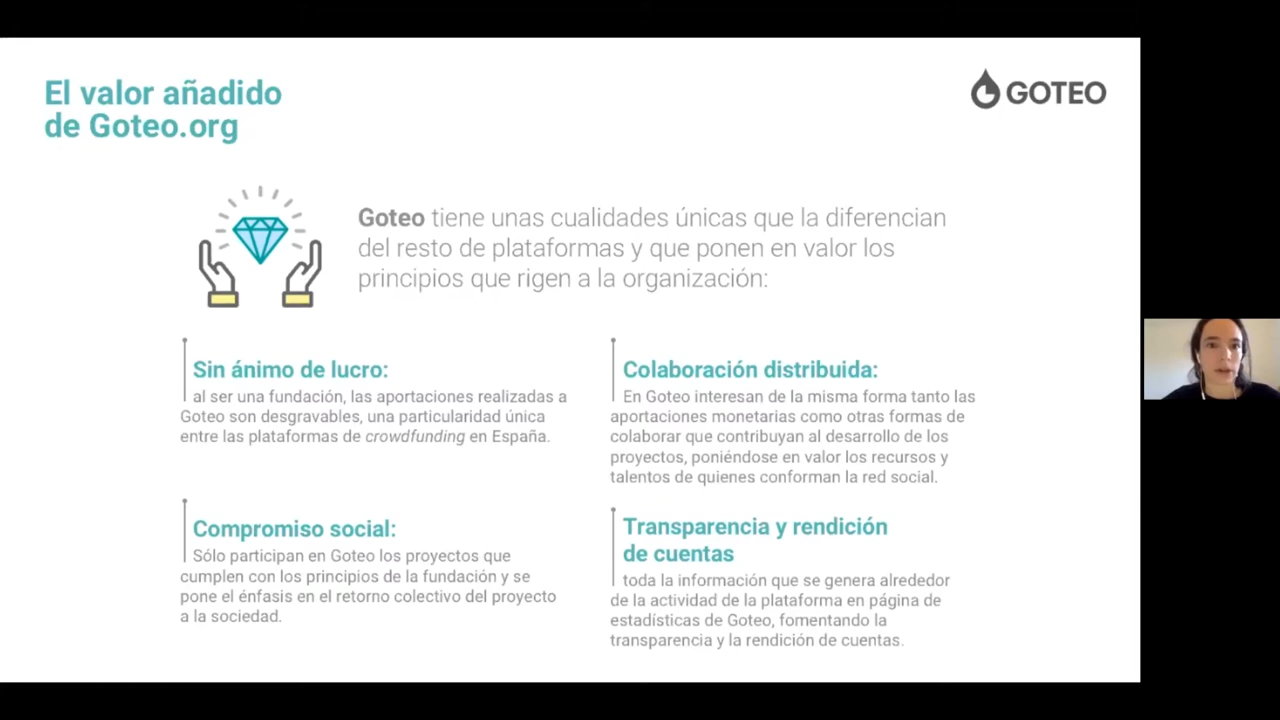 El valor añadido
de Goteo.org
GOTEO
Goteo tiene unas cualidades únicas que la diferencian
del resto de plataformas y que ponen en valor los
principios que rigen a la organización:
Sin ánimo de lucro:
al ser una fundación, las aportaciones realizadas a
Goteo son desgravables, una particularidad única
entre las plataformas de crowdfunding en España.
Colaboración distribuida:
En Goteo interesan de la misma forma tanto las
aportaciones monetarias como otras formas de
colaborar que contribuyan al desarrollo de los
proyectos, poniéndose en valor los recursos y
talentos de quienes conforman la red social.
Compromiso social:
Sólo participan en Goteo los proyectos que
cumplen con los principios de la fundación y se
pone el énfasis en el retorno colectivo del proyecto
a la sociedad.
Transparencia y rendición
de cuentas
toda la información que se genera alrededor
de la actividad de la plataforma en página de
estadísticas de Goteo, fomentando la
transparencia y la rendición de cuentas.